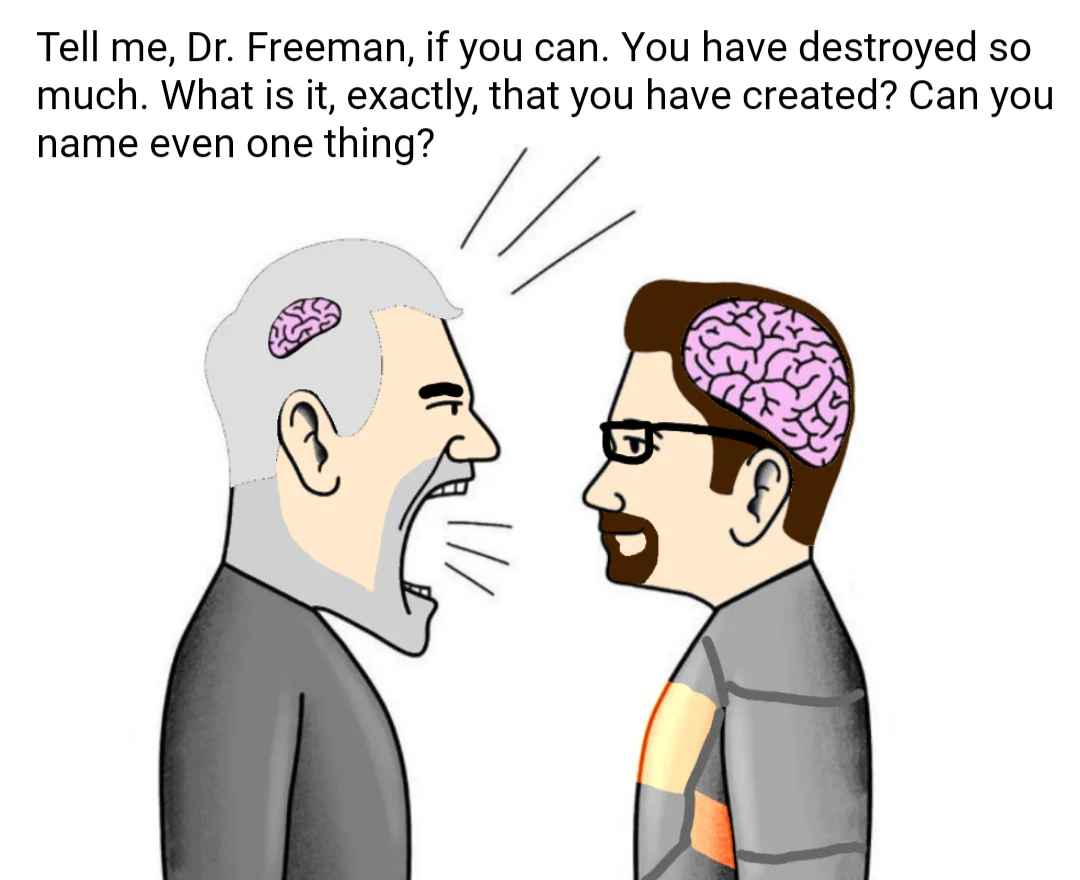 Tell me, Dr. Freeman, if you can. You have destroyed so
much. What is it, exactly, that you have created? Can you
name even one thing?